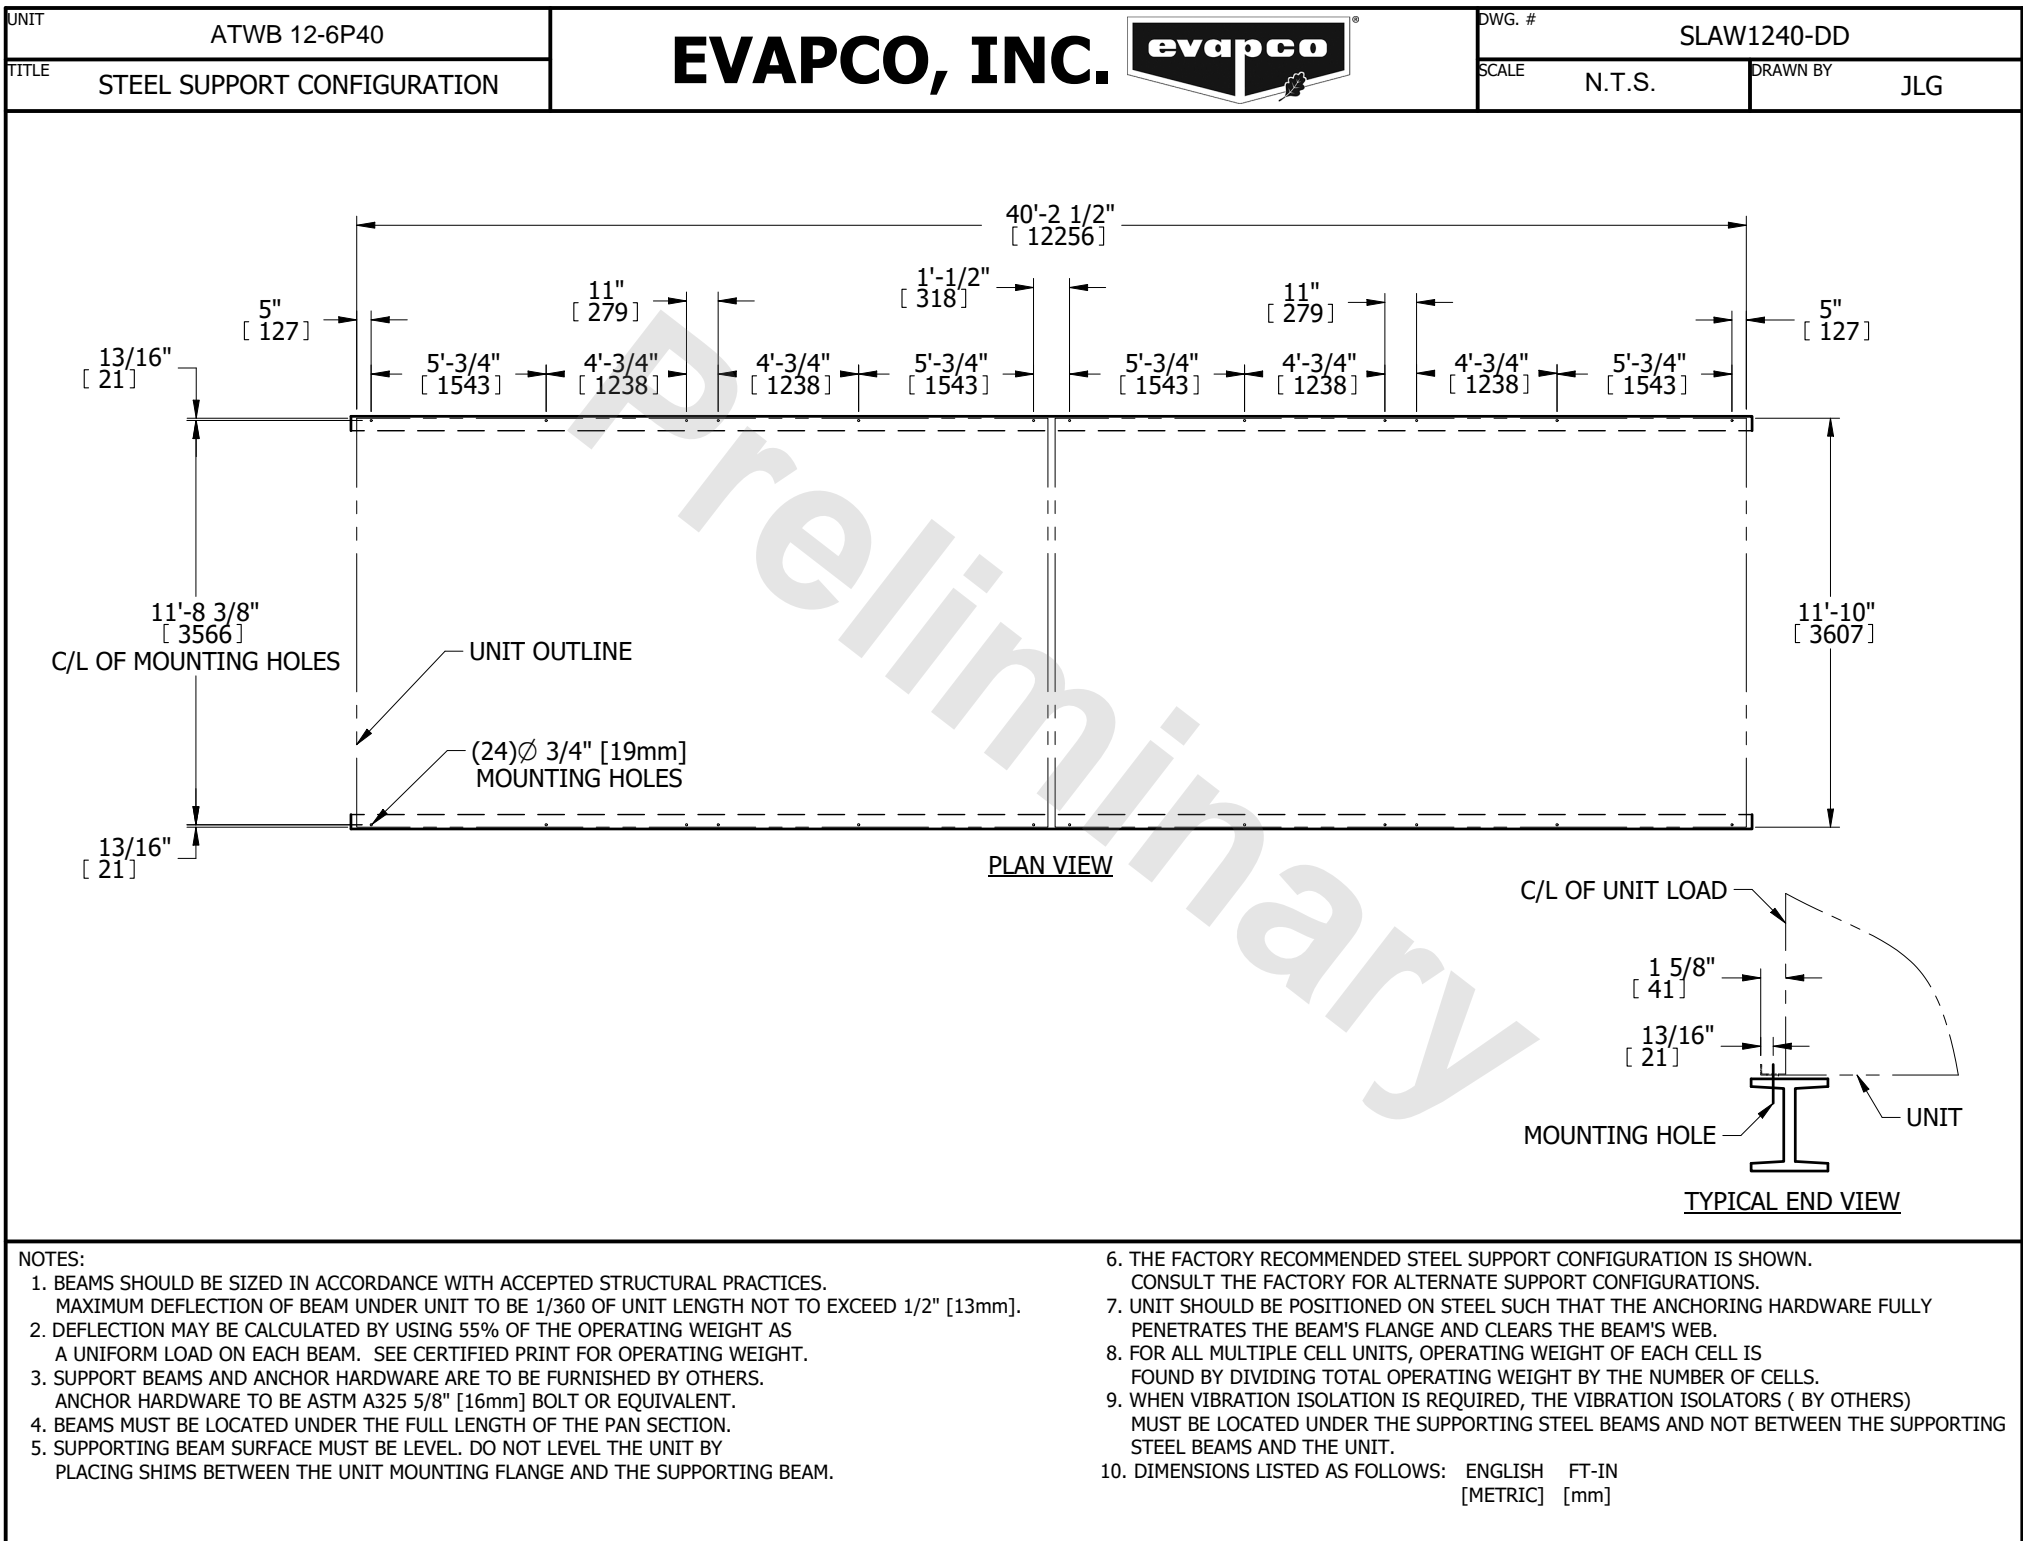 UNIT
ATWB 12-6P40
TITLE
STEEL SUPPORT CONFIGURATION
EVAPCO, INC.
evapco
®
DWG. #
SLAW1240-DD
SCALE
N.T.S.
DRAWN BY
JLG
40'-2 1/2"
[ 12256]
5"
[ 127]
11"
[ 279]
1'-1/2"
[ 318]
11"
[ 279]
5"
[ 127]
13/16"
[ 21]
5'-3/4"
[ 1543]
4'-3/4"
[ 1238]
4'-3/4"
[ 1238]
5'-3/4"
[ 1543]
5'-3/4"
[ 1543]
4'-3/4"
[ 1238]
4'-3/4"
[ 1238]
5'-3/4"
[ 1543]
11'-8 3/8"
[ 3566]
C/L OF MOUNTING HOLES
UNIT OUTLINE
(24)Ø 3/4" [19mm]
MOUNTING HOLES
11'-10"
[ 3607]
13/16"
[ 21]
PLAN VIEW
Preliminary
C/L OF UNIT LOAD
1 5/8"
[ 41]
13/16"
[ 21]
MOUNTING HOLE
UNIT
TYPICAL END VIEW
NOTES:
1. BEAMS SHOULD BE SIZED IN ACCORDANCE WITH ACCEPTED STRUCTURAL PRACTICES.
MAXIMUM DEFLECTION OF BEAM UNDER UNIT TO BE 1/360 OF UNIT LENGTH NOT TO EXCEED 1/2" [13mm].
2. DEFLECTION MAY BE CALCULATED BY USING 55% OF THE OPERATING WEIGHT AS
A UNIFORM LOAD ON EACH BEAM. SEE CERTIFIED PRINT FOR OPERATING WEIGHT.
3. SUPPORT BEAMS AND ANCHOR HARDWARE ARE TO BE FURNISHED BY OTHERS.
ANCHOR HARDWARE TO BE ASTM A325 5/8" [16mm] BOLT OR EQUIVALENT.
4. BEAMS MUST BE LOCATED UNDER THE FULL LENGTH OF THE PAN SECTION.
5. SUPPORTING BEAM SURFACE MUST BE LEVEL. DO NOT LEVEL THE UNIT BY
PLACING SHIMS BETWEEN THE UNIT MOUNTING FLANGE AND THE SUPPORTING BEAM.
6. THE FACTORY RECOMMENDED STEEL SUPPORT CONFIGURATION IS SHOWN.
CONSULT THE FACTORY FOR ALTERNATE SUPPORT CONFIGURATIONS.
7. UNIT SHOULD BE POSITIONED ON STEEL SUCH THAT THE ANCHORING HARDWARE FULLY
PENETRATES THE BEAM'S FLANGE AND CLEARS THE BEAM'S WEB.
8. FOR ALL MULTIPLE CELL UNITS, OPERATING WEIGHT OF EACH CELL IS
FOUND BY DIVIDING TOTAL OPERATING WEIGHT BY THE NUMBER OF CELLS.
9. WHEN VIBRATION ISOLATION IS REQUIRED, THE VIBRATION ISOLATORS ( BY OTHERS)
MUST BE LOCATED UNDER THE SUPPORTING STEEL BEAMS AND NOT BETWEEN THE SUPPORTING
STEEL BEAMS AND THE UNIT.
10. DIMENSIONS LISTED AS FOLLOWS: ENGLISH FT-IN
[METRIC] [mm]